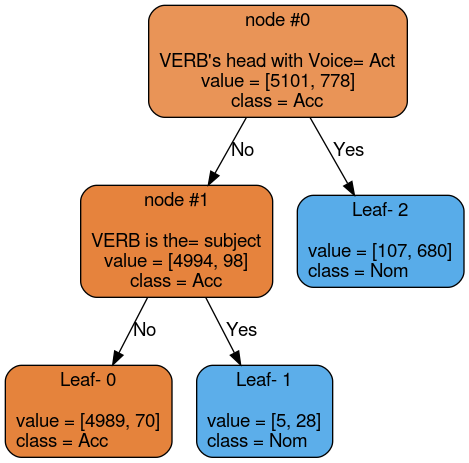 node #0
VERB's head with Voice= Act
value = [5101, 778]
class = Acc
No
Yes
node #1
VERB is the= subject
value = [4994, 98]
class = Acc
Leaf- 2
value = [107, 680]
class = Nom
No
Yes
Leaf- 0
value = [4989, 70]
class = Acc
Leaf- 1
value = [5, 28]
class = Nom